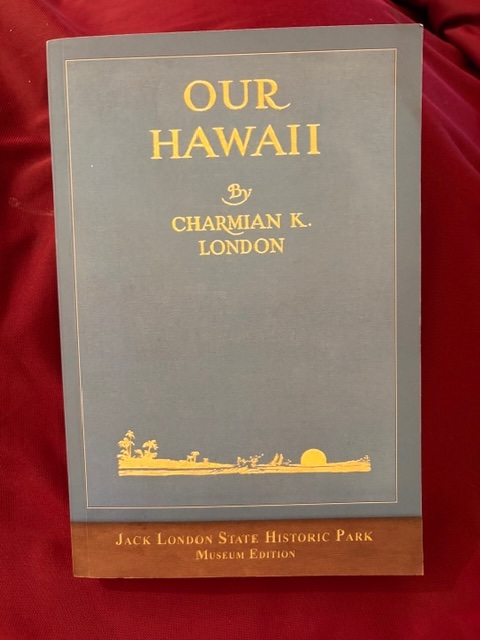 OUR
HAWAII
By
CHARMIAN K.
LONDON
JACK LONDON STATE HISTORIC PARK
MUSEUM EDITION